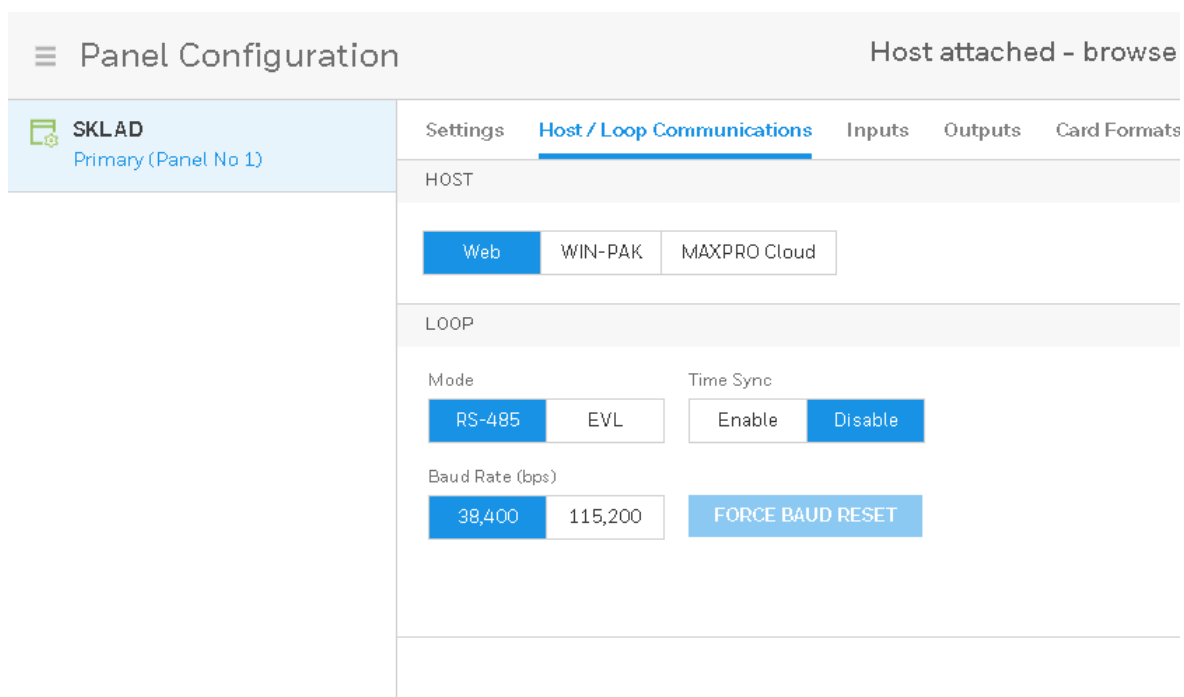 Panel Configuration
Host attached - browse
SKLAD
Primary (Panel No 1)
Settings Host / Loop Communications Inputs Outputs Card Formats
HOST
Web WIN-PAK MAXPRO Cloud
LOOP
Mode Time Sync
RS-485 EVL Enable Disable
Baud Rate (bps)
38,400 115,200 FORCE BAUD RESET